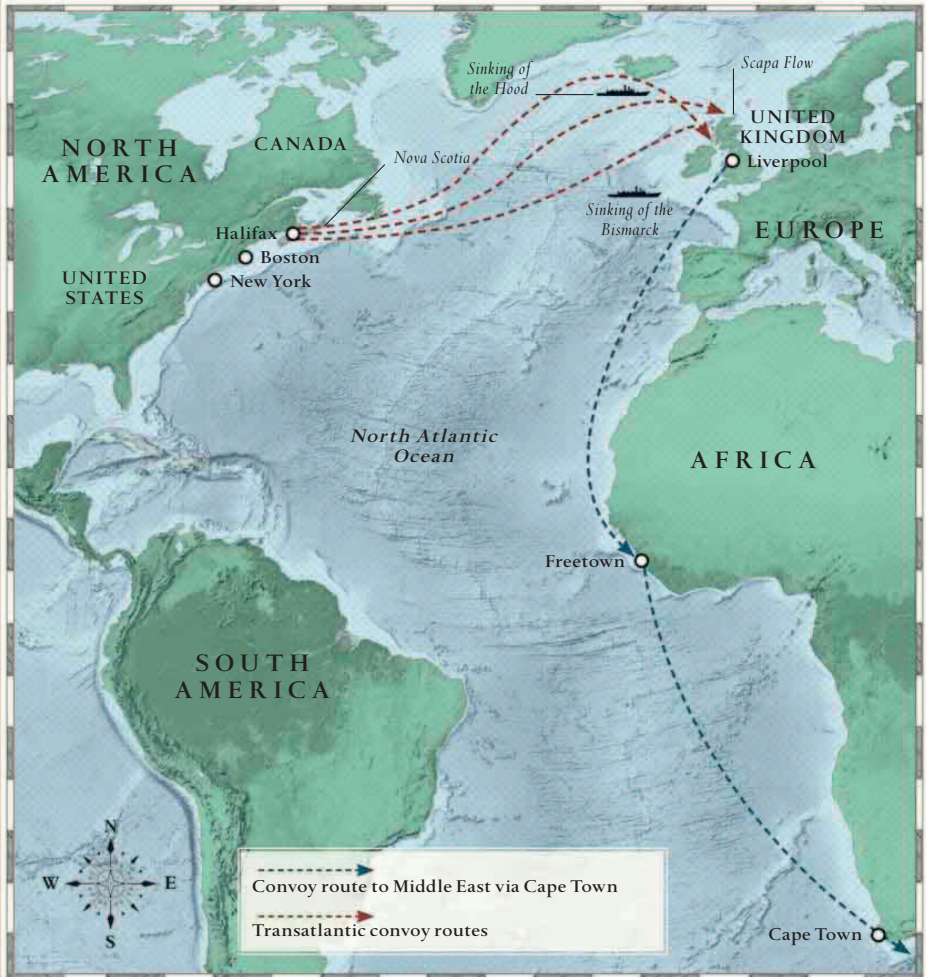 Sinking of
the Hood
Scapa Flow
UNITED
KINGDOM
Liverpool
NORTH
AMERICA
CANADA
Nova Scotia
Sinking of the
Bismarck
EUROPE
Halifax
Boston
New York
UNITED
STATES
North Atlantic
Ocean
AFRICA
Freetown
SOUTH
AMERICA
N
W
E
S
Convoy route to Middle East via Cape Town
Transatlantic convoy routes
Cape Town